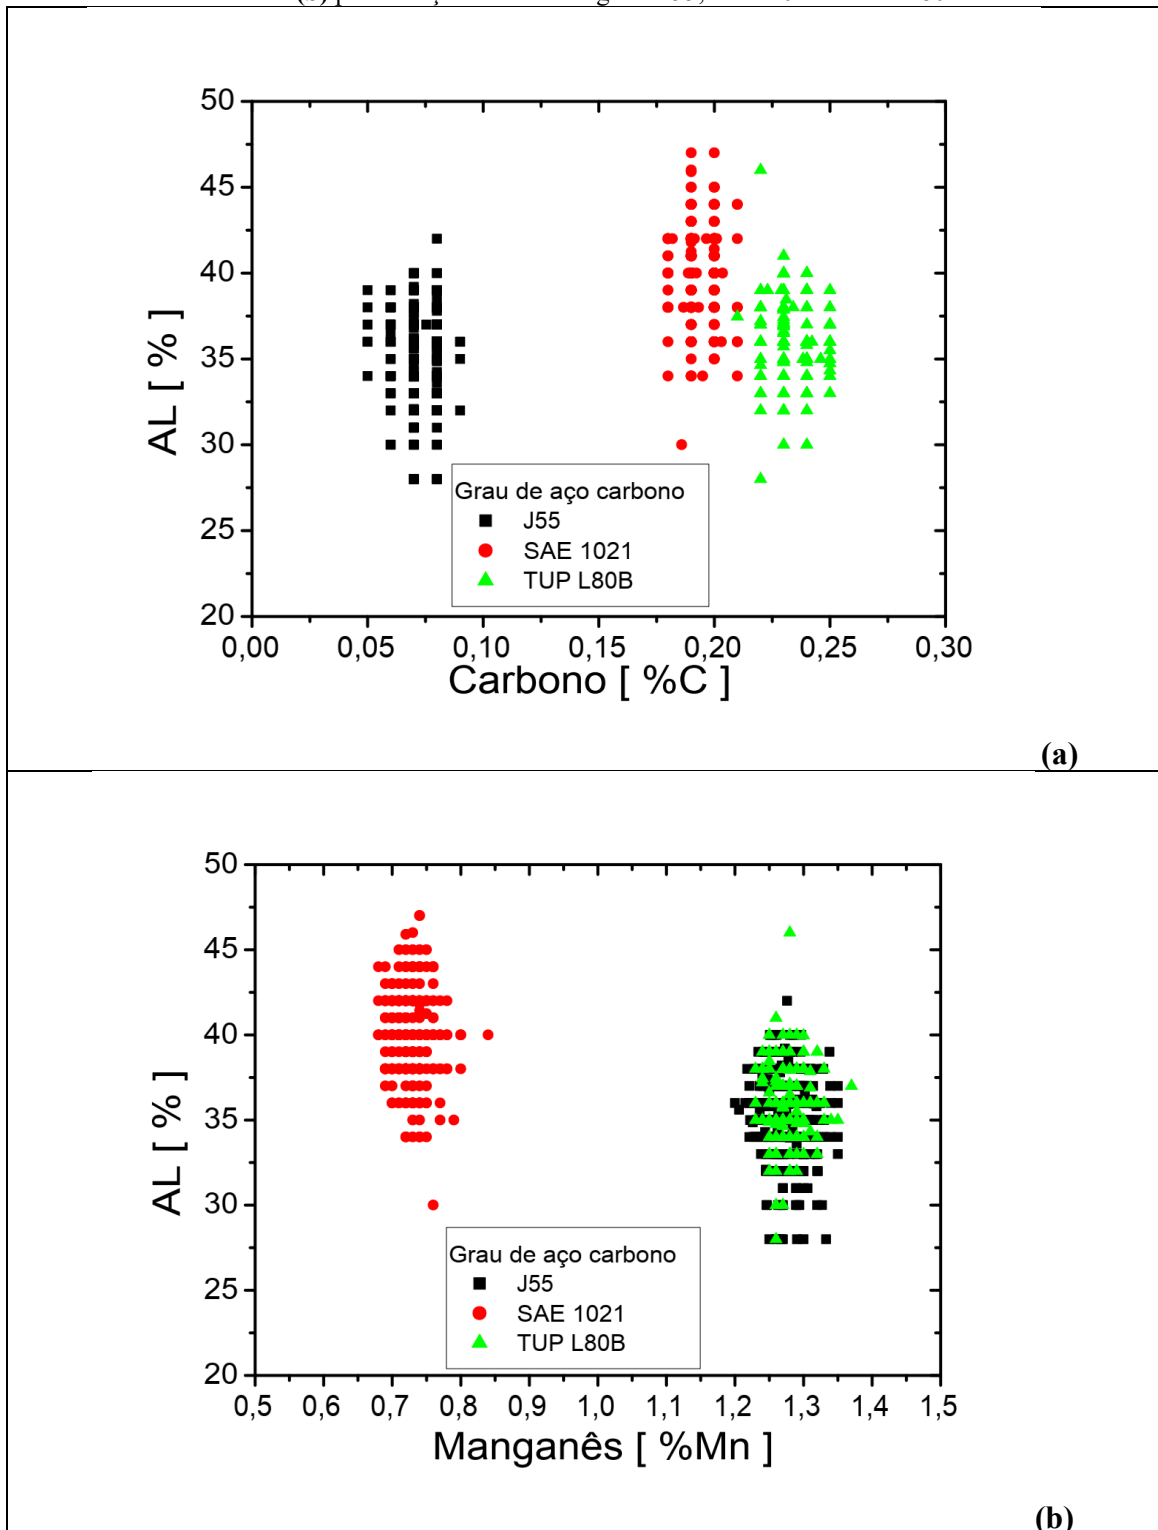 50
45
40
35
30
25
20
AL [ % ]
Grau de aço carbono
J55
SAE 1021
TUP L80B
0,00 0,05 0,10 0,15 0,20 0,25 0,30
Carbono [ %C ]
(a)
50
45
40
35
30
25
20
AL [ % ]
Grau de aço carbono
J55
SAE 1021
TUP L80B
0,5 0,6 0,7 0,8 0,9 1,0 1,1 1,2 1,3 1,4 1,5
Manganês [ %Mn ]
(b)